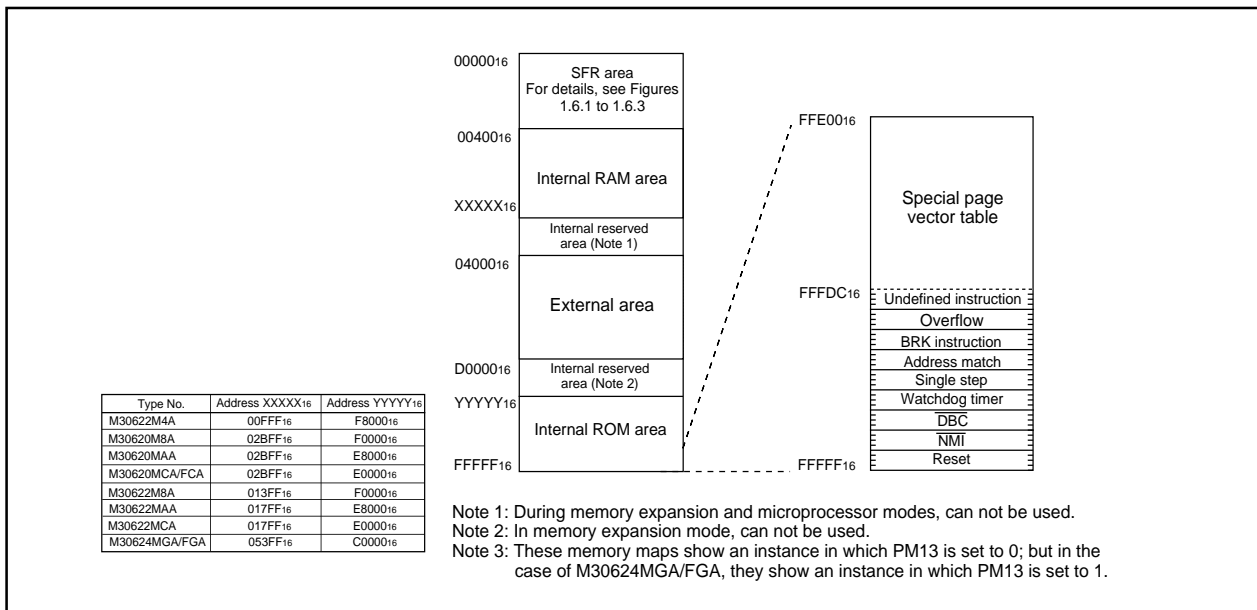 0000016
SFR area
For details, see Figures
1.6.1 to 1.6.3
0040016
Internal RAM area
XXXXX16
Internal reserved
area (Note 1)
0400016
External area
D000016
Internal reserved
area (Note 2)
YYYYY16
Internal ROM area
FFFFF16
FFE0016
Special page
vector table
FFFDC16
Undefined instruction
Overflow
BRK instruction
Address match
Single step
Watchdog timer
DBC
NMI
Reset
FFFFF16
Type No. Address XXXXX16 Address YYYYY16
M30622M4A 00FFF16 F800016
M30620M8A 02BFF16 F000016
M30620MAA 02BFF16 E800016
M30620MCA/FCA 02BFF16 E000016
M30622M8A 013FF16 F000016
M30622MAA 017FF16 E800016
M30622MCA 017FF16 E000016
M30624MGA/FGA 053FF16 C000016
Note 1: During memory expansion and microprocessor modes, can not be used.
Note 2: In memory expansion mode, can not be used.
Note 3: These memory maps show an instance in which PM13 is set to 0; but in the
case of M30624MGA/FGA, they show an instance in which PM13 is set to 1.